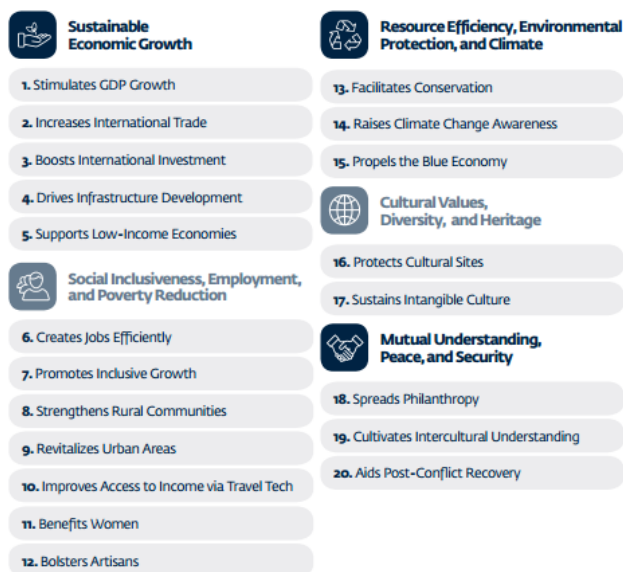 Sustainable
Economic Growth
1. Stimulates GDP Growth
2. Increases International Trade
3. Boosts International Investment
4. Drives Infrastructure Development
5. Supports Low-Income Economies
Social Inclusiveness, Employment,
and Poverty Reduction
6. Creates Jobs Efficiently
7. Promotes Inclusive Growth
8. Strengthens Rural Communities
9. Revitalizes Urban Areas
10. Improves Access to Income via Travel Tech
11. Benefits Women
12. Bolsters Artisans
Resource Efficiency, Environmental
Protection, and Climate
13. Facilitates Conservation
14. Raises Climate Change Awareness
15. Propels the Blue Economy
Cultural Values,
Diversity, and Heritage
16. Protects Cultural Sites
17. Sustains Intangible Culture
Mutual Understanding,
Peace, and Security
18. Spreads Philanthropy
19. Cultivates Intercultural Understanding
20. Aids Post-Conflict Recovery